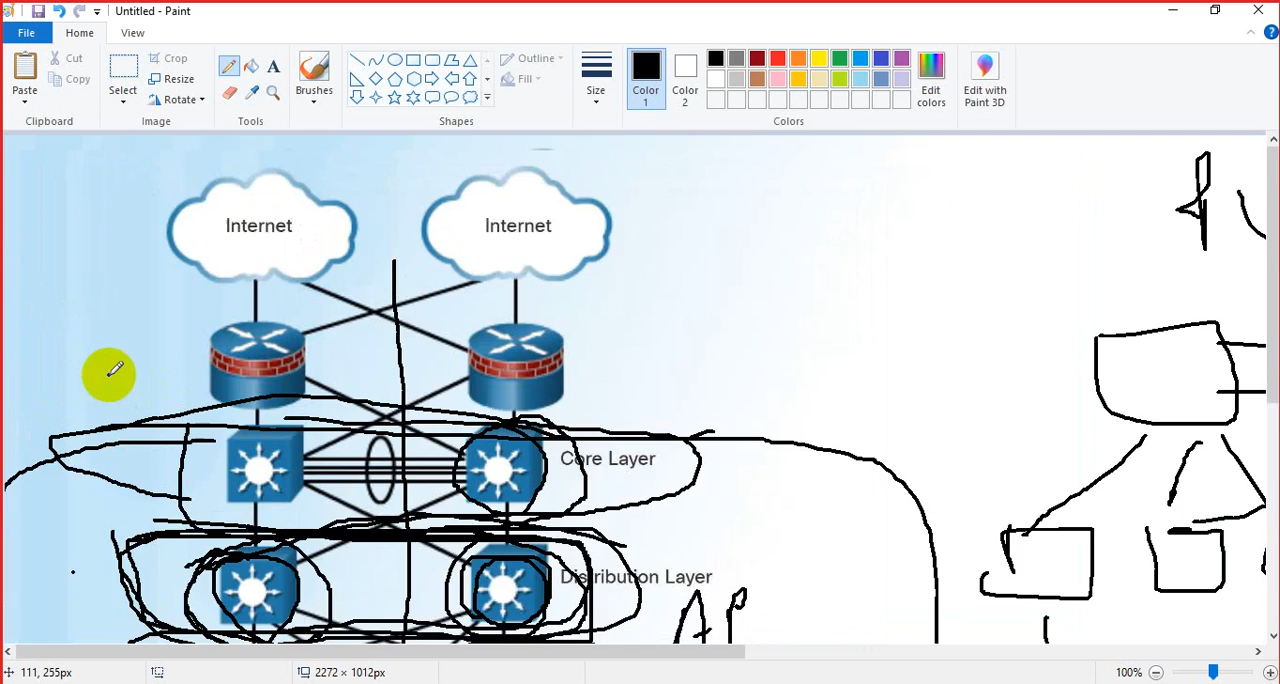 Untitled - Paint
File Home View
Paste
Cut
Copy
Clipboard
Select
Crop
Resize
Rotate
Image
Tools
Brushes
Shapes
Outline
Fill
Size
Color 1
Color 2
Edit colors
Colors
Edit with Paint 3D
Internet Internet
Core Layer
Distribution Layer
AP
111, 255px
2272 × 1012px
100%